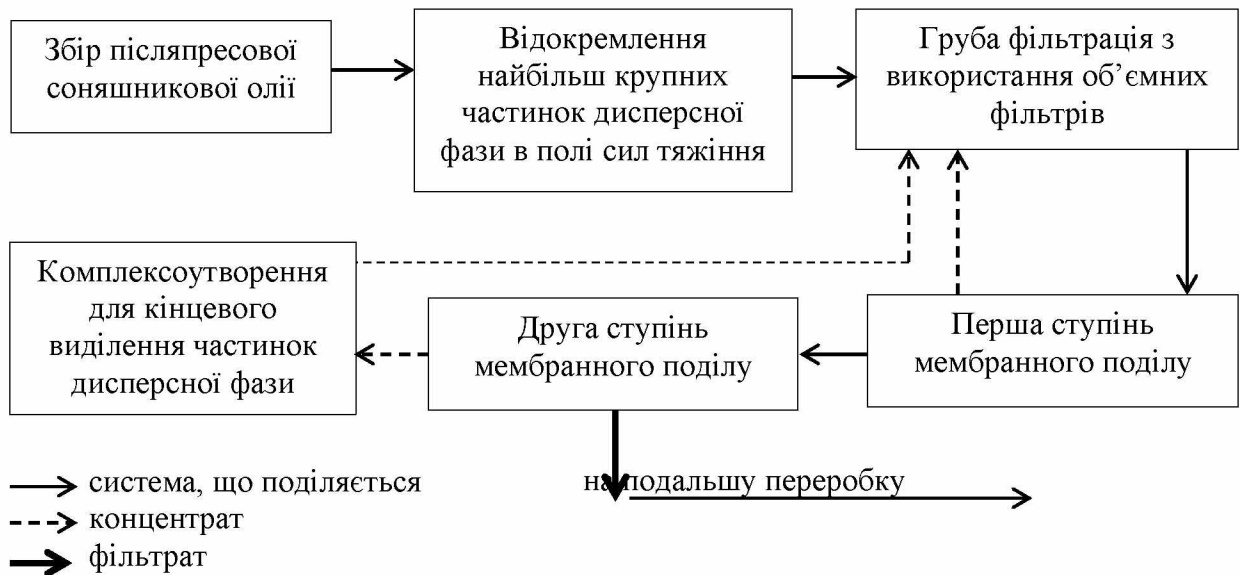 Збір післяпресової
соняшникової олії
Відокремлення
найбільш крупних
частинок дисперсної
фази в полі сил тяжіння
Груба фільтрація з
використання об’ємних
фільтрів
Комплексоутворення
для кінцевого
виділення частинок
дисперсної фази
Друга ступінь
мембранного поділу
Перша ступінь
мембранного поділу
система, що поділяється
концентрат
фільтрат
на подальшу переробку